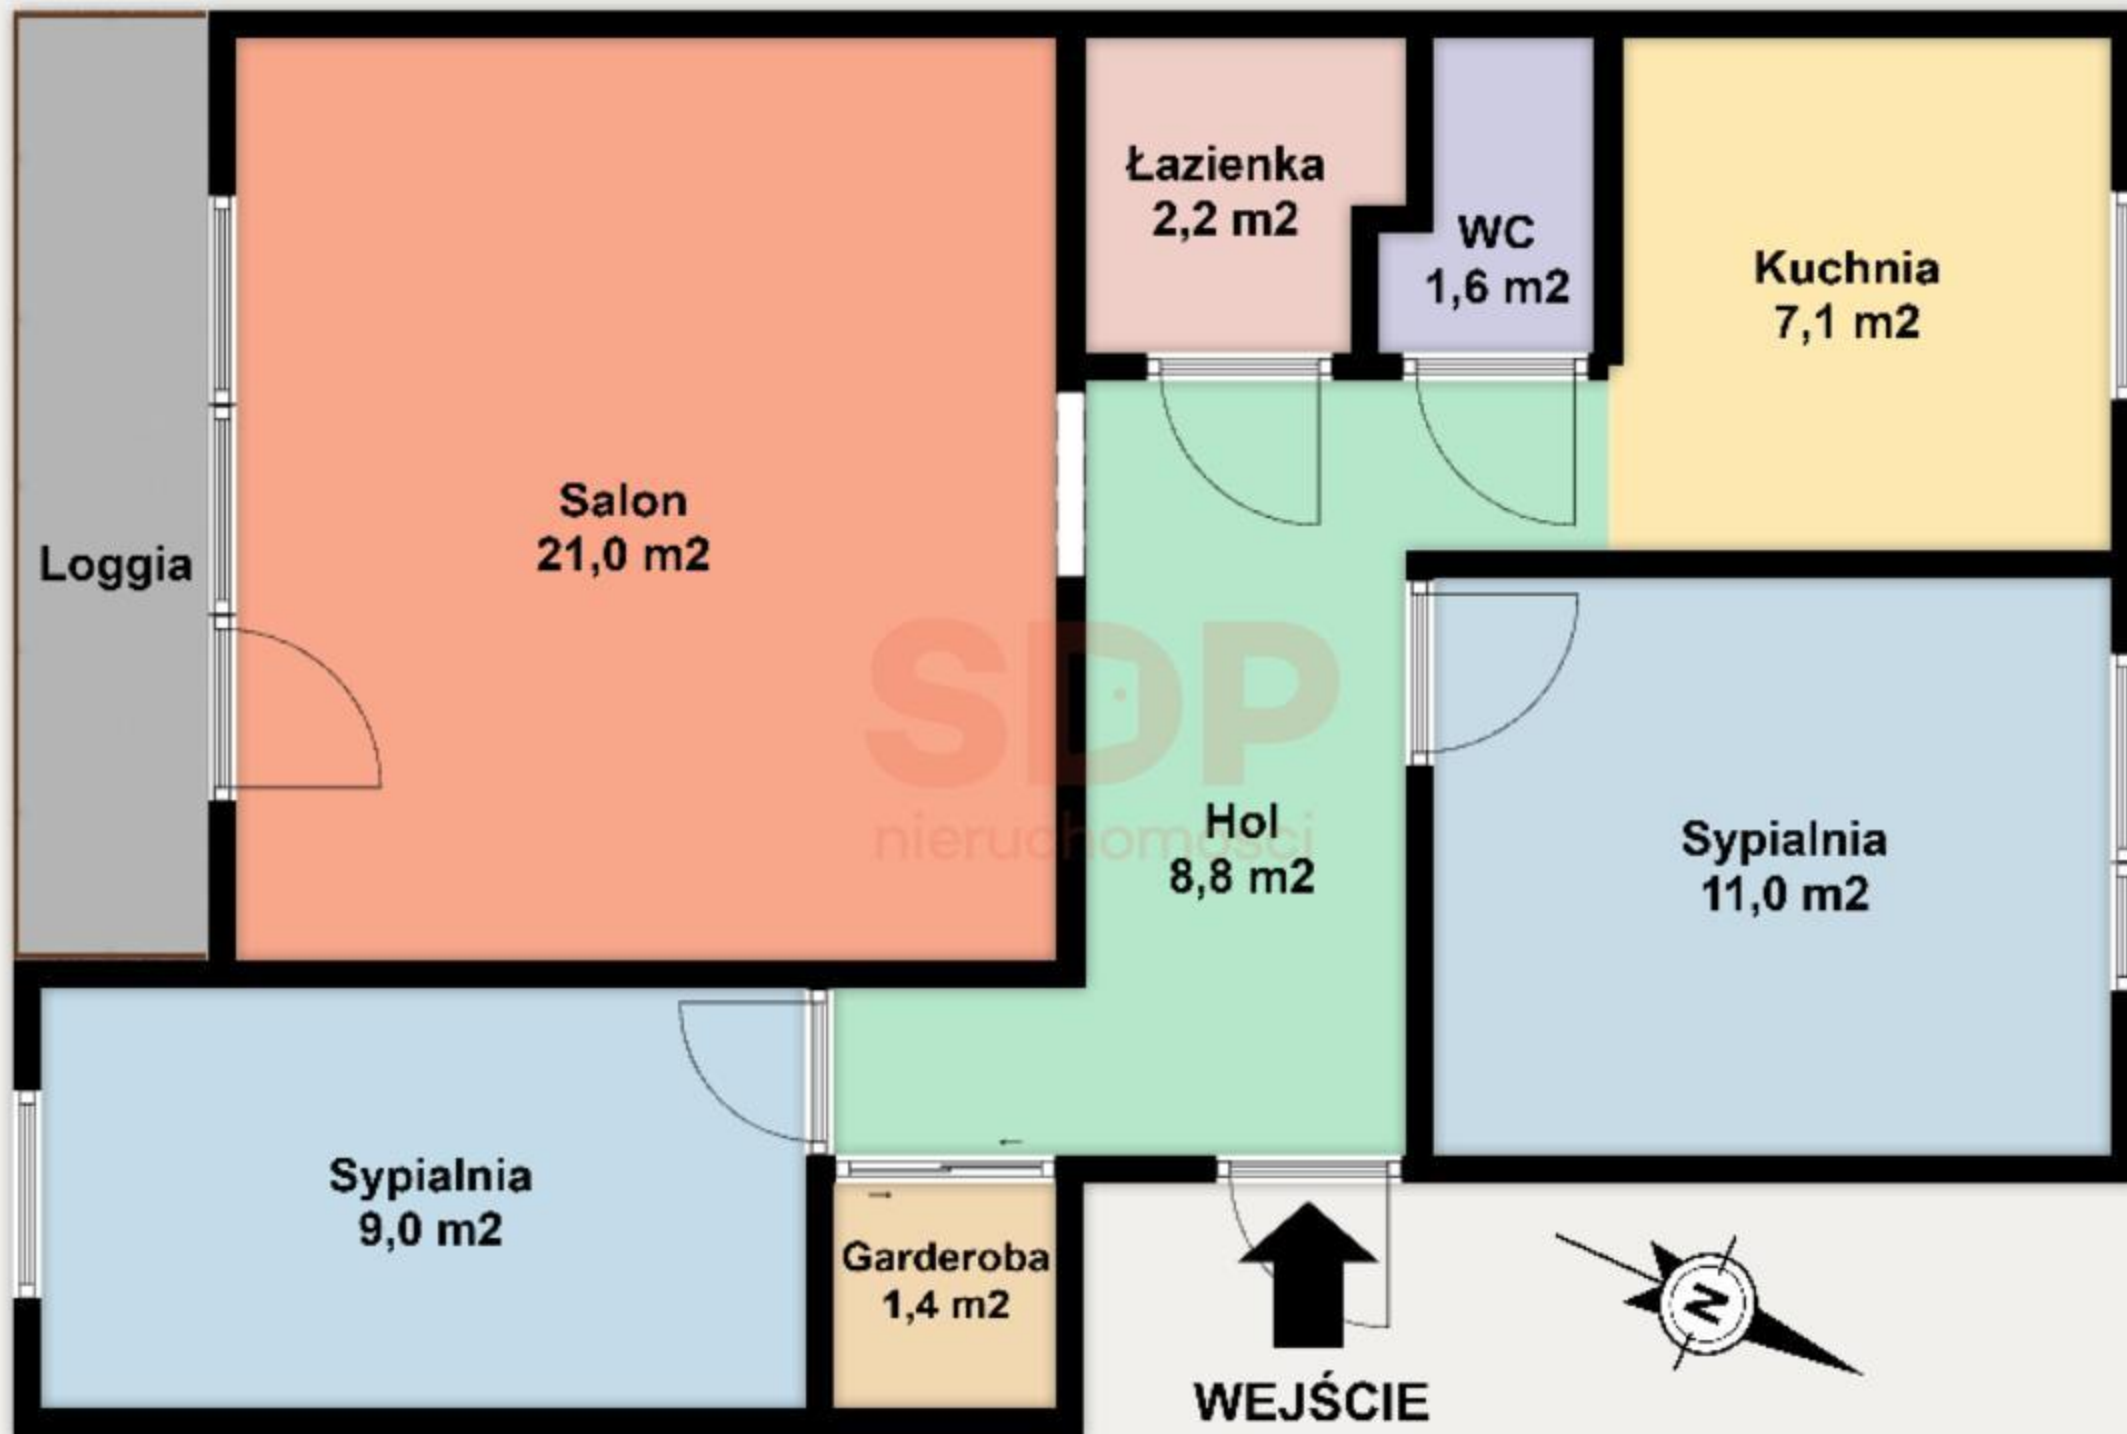 Łazienka
2,2 m2
WC
1,6 m2
Kuchnia
7,1 m2
Salon
21,0 m2
Loggia
SDP
nieruchomości
Hol
8,8 m2
Sypialnia
11,0 m2
Sypialnia
9,0 m2
Garderoba
1,4 m2
WEJŚCIE
N